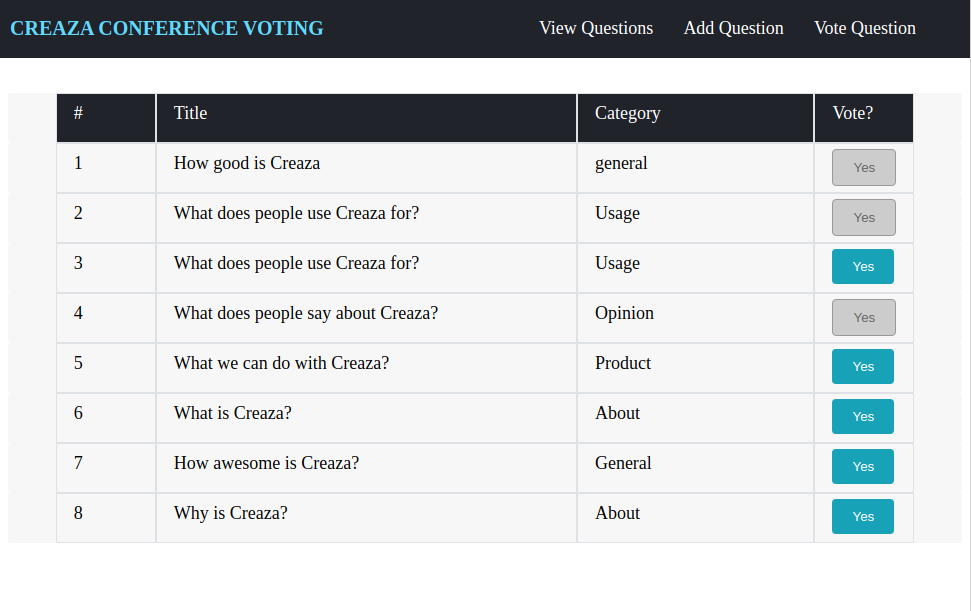 CREAZA CONFERENCE VOTING View Questions Add Question Vote Question
# Title Category Vote?
1 How good is Creaza general Yes
2 What does people use Creaza for? Usage Yes
3 What does people use Creaza for? Usage Yes
4 What does people say about Creaza? Opinion Yes
5 What we can do with Creaza? Product Yes
6 What is Creaza? About Yes
7 How awesome is Creaza? General Yes
8 Why is Creaza? About Yes